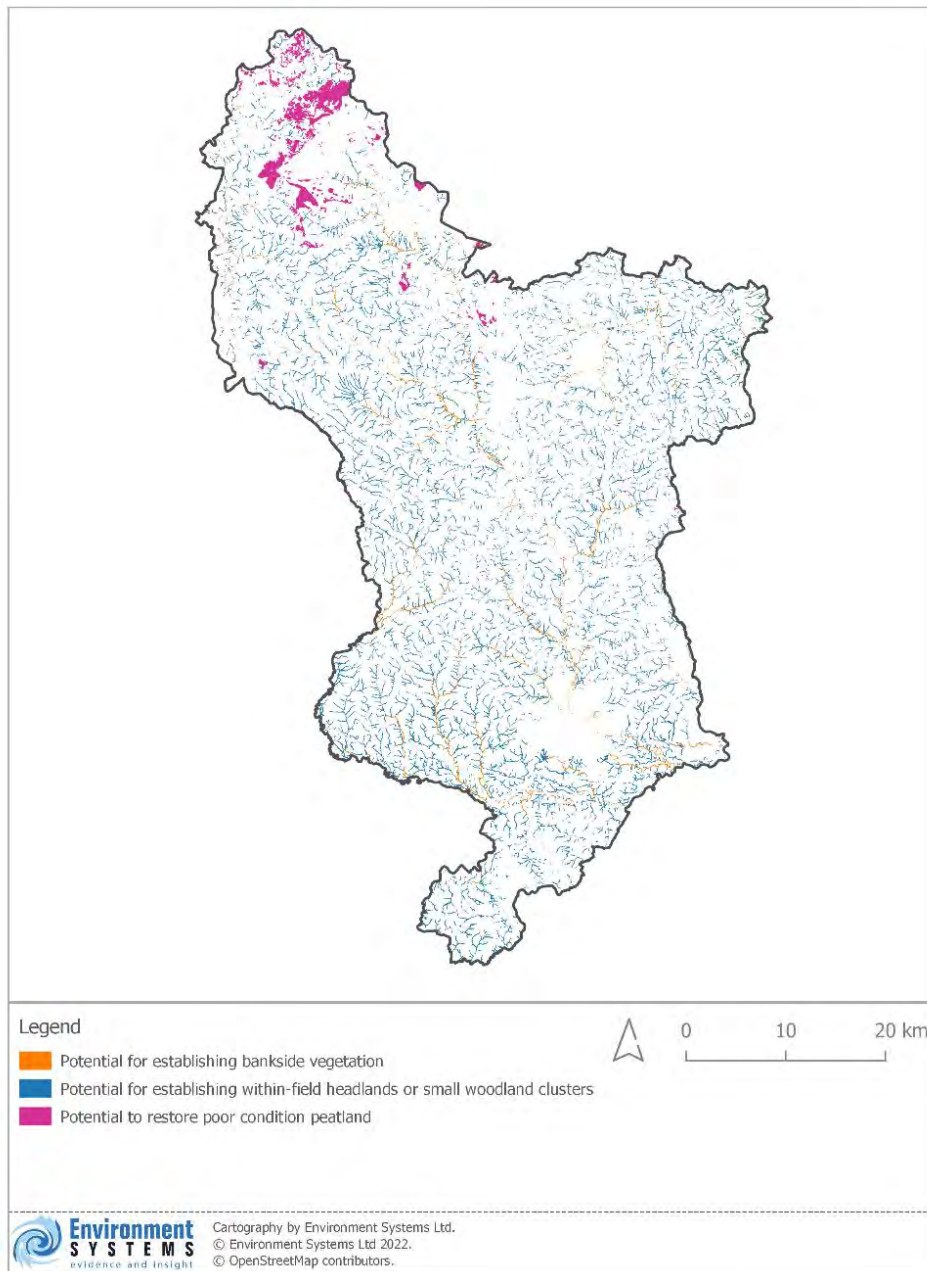 Legend
0 10 20 km
Potential for establishing bankside vegetation
Potential for establishing within-field headlands or small woodland clusters
Potential to restore poor condition peatland
Environment
SYSTEMS
evidence and insight
Cartography by Environment Systems Ltd.
© Environment Systems Ltd 2022.
© OpenStreetMap contributors.